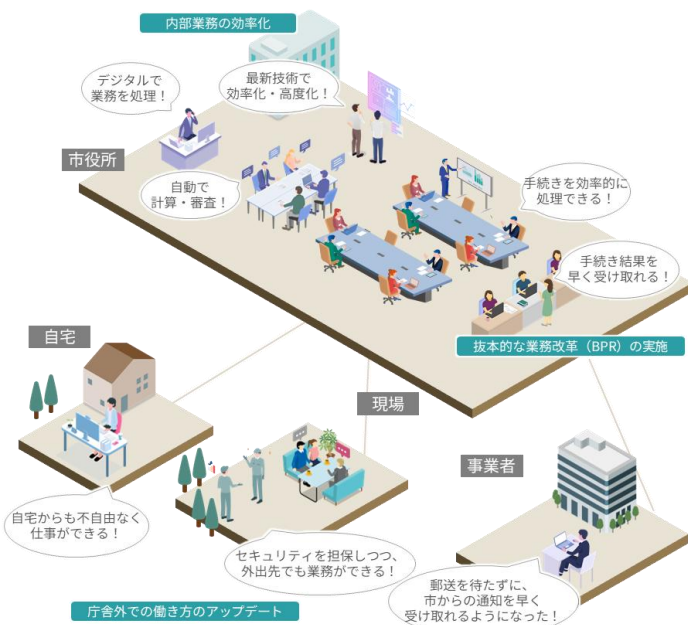 内部業務の効率化
デジタルで
業務を処理！
最新技術で
効率化・高度化！
市役所
自動で
計算・審査！
手続きを効率的に
処理できる！
手続き結果を
早く受け取れる！
抜本的な業務改革（BPR）の実施
自宅
現場
事業者
自宅からも不自由なく
仕事ができる！
セキュリティを担保しつつ、
外出先でも業務ができる！
郵送を待たずに、
市からの通知を早く
受け取れるようになった！
庁舎外での働き方のアップデート